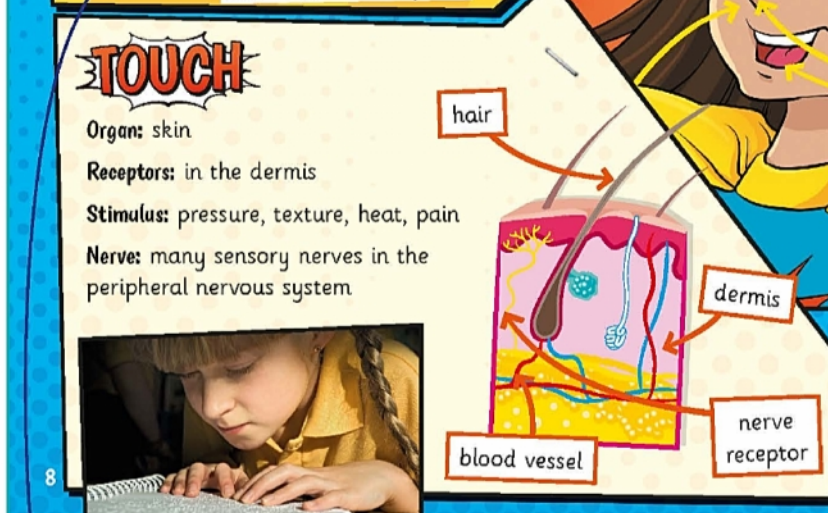 TOUCH
Organ: skin
Receptors: in the dermis
Stimulus: pressure, texture, heat, pain
Nerve: many sensory nerves in the
peripheral nervous system
hair
dermis
nerve
receptor
blood vessel
8